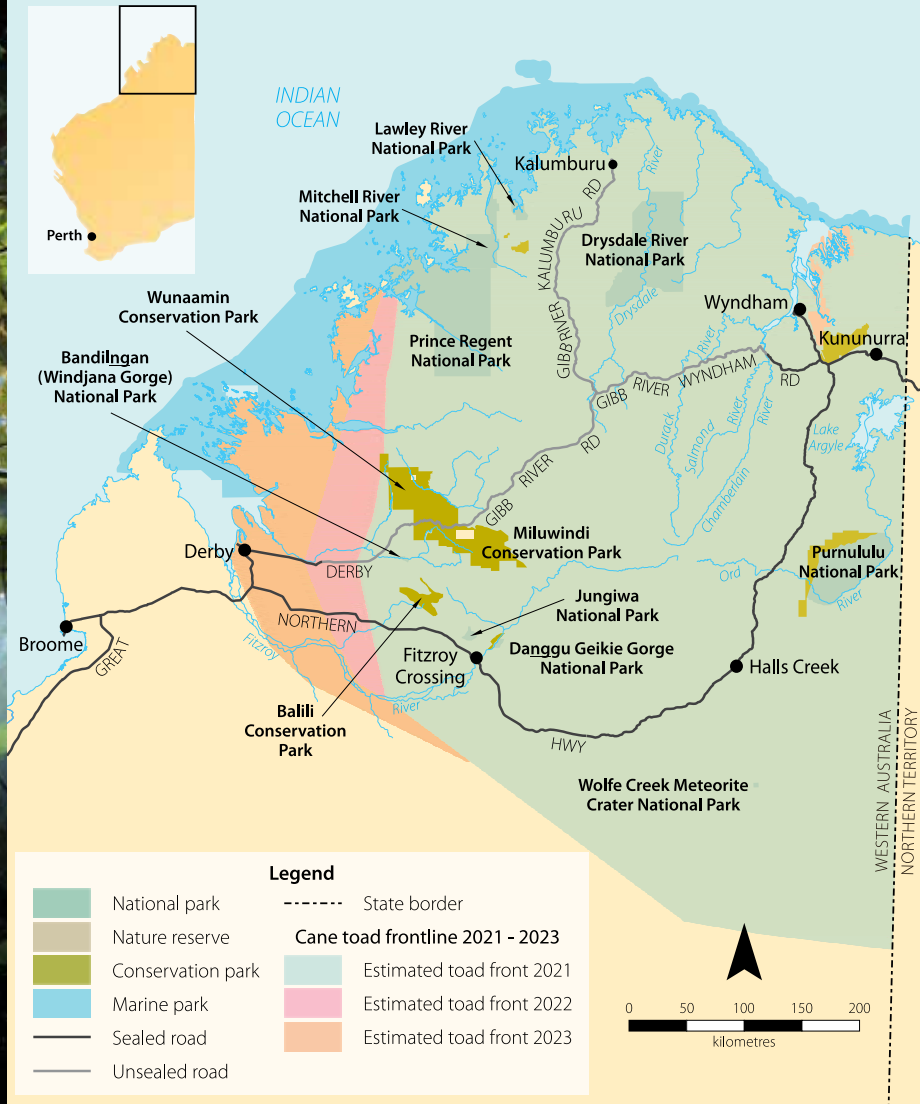 INDIAN
OCEAN
Perth
Lawley River
National Park
Kalumburu
Mitchell River
National Park
River
KALUMBURU RD
Drysdale River
National Park
Wunaamin
Conservation Park
Drysdale
Wyndham
Bandilngan
(Windjana Gorge)
National Park
Prince Regent
National Park
GIBB RIVER
Kununurra
River
GIBB RIVER WYNDHAM RD
Durack
Salmond
River
River
Lake
Argyle
GIBB RIVER RD
Chamberlain
Derby
DERBY
Miluwindi
Conservation Park
Purnululu
National Park
Ord
River
Jungiwa
National Park
NORTHERN
Broome
GREAT
Fitzroy
Fitzroy
Crossing
Danggu Geikie Gorge
National Park
Halls Creek
River
Balili
Conservation
Park
HWY
Wolfe Creek Meteorite
Crater National Park
WESTERN AUSTRALIA
NORTHERN TERRITORY
Legend
National park
Nature reserve
Conservation park
Marine park
Sealed road
Unsealed road
State border
Cane toad frontline 2021 - 2023
Estimated toad front 2021
Estimated toad front 2022
Estimated toad front 2023
0 50 100 150 200
kilometres